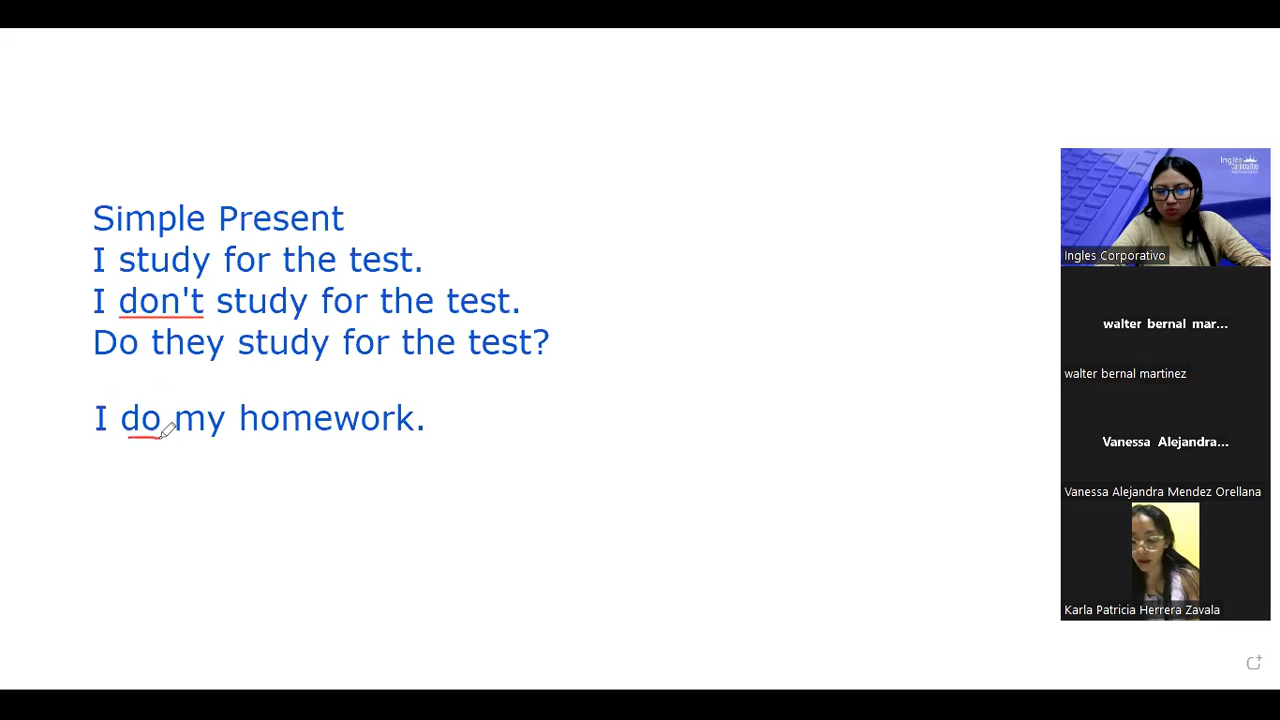 Simple Present
I study for the test.
I don't study for the test.
Do they study for the test?
I do my homework.
Ingles
Corporativo
Ingles Corporativo
walter bernal mar...
walter bernal martinez
Vanessa Alejandra...
Vanessa Alejandra Mendez Orellana
Karla Patricia Herrera Zavala